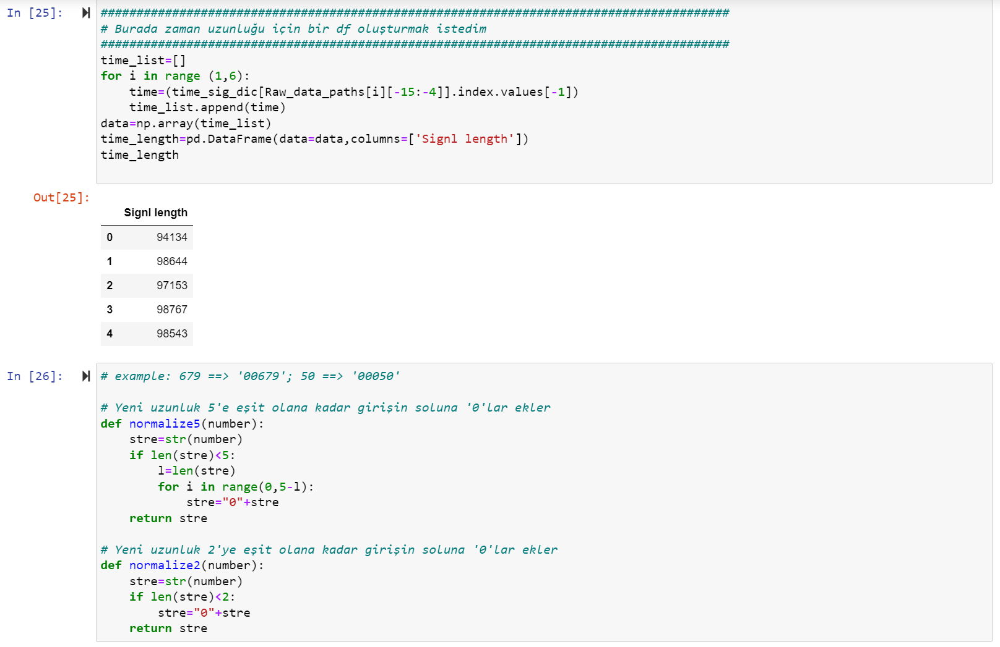 In [25]:
########################################################################################
# Burada zaman uzunluğu için bir df oluşturmak istedim
########################################################################################
time_list=[]
for i in range (1,6):
    time=(time_sig_dic[Raw_data_paths[i][-15:-4]].index.values[-1])
    time_list.append(time)
data=np.array(time_list)
time_length=pd.DataFrame(data=data,columns=['Signl length'])
time_length
Out[25]:
Signl length
0 94134
1 98644
2 97153
3 98767
4 98543
In [26]:
# example: 679 ==> '00679'; 50 ==> '00050'
# Yeni uzunluk 5'e eşit olana kadar girişin soluna '0'lar ekler
def normalize5(number):
    stre=str(number)
    if len(stre)<5:
        l=len(stre)
        for i in range(0,5-l):
            stre="0"+stre
    return stre
# Yeni uzunluk 2'ye eşit olana kadar girişin soluna '0'lar ekler
def normalize2(number):
    stre=str(number)
    if len(stre)<2:
        stre="0"+stre
    return stre